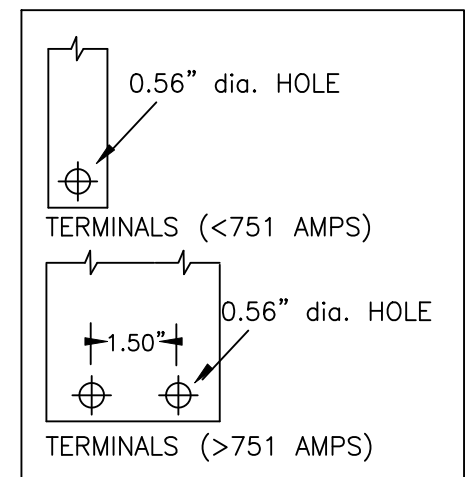 0.56” dia. HOLE
TERMINALS (<751 AMPS)
0.56” dia. HOLE
1.50”
TERMINALS (>751 AMPS)